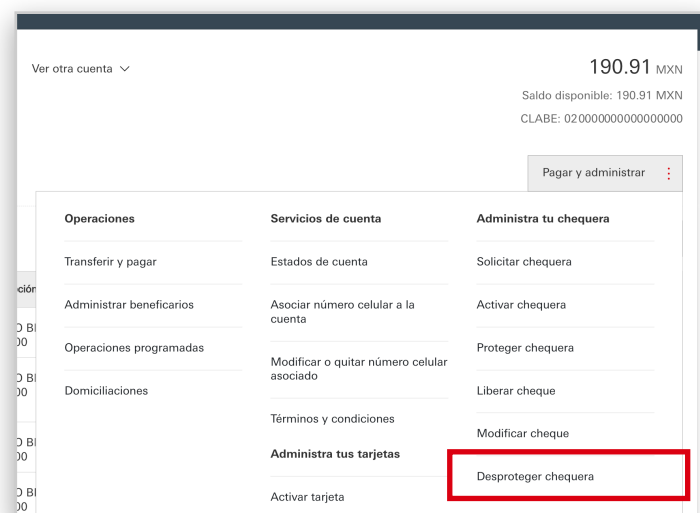 Ver otra cuenta
190.91 MXN
Saldo disponible: 190.91 MXN
CLABE: 020000000000000000
Pagar y administrar
Operaciones
Transferir y pagar
Administrar beneficarios
Operaciones programadas
Domiciliaciones
Servicios de cuenta
Estados de cuenta
Asociar número celular a la
cuenta
Modificar o quitar número celular
asociado
Términos y condiciones
Administra tus tarjetas
Activar tarjeta
Administra tu chequera
Solicitar chequera
Activar chequera
Proteger chequera
Liberar cheque
Modificar cheque
Desproteger chequera